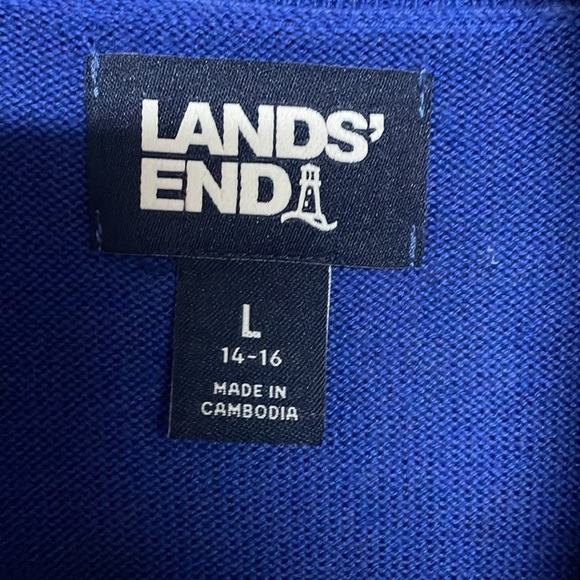 LANDS'
END
L
14-16
MADE IN
CAMBODIA